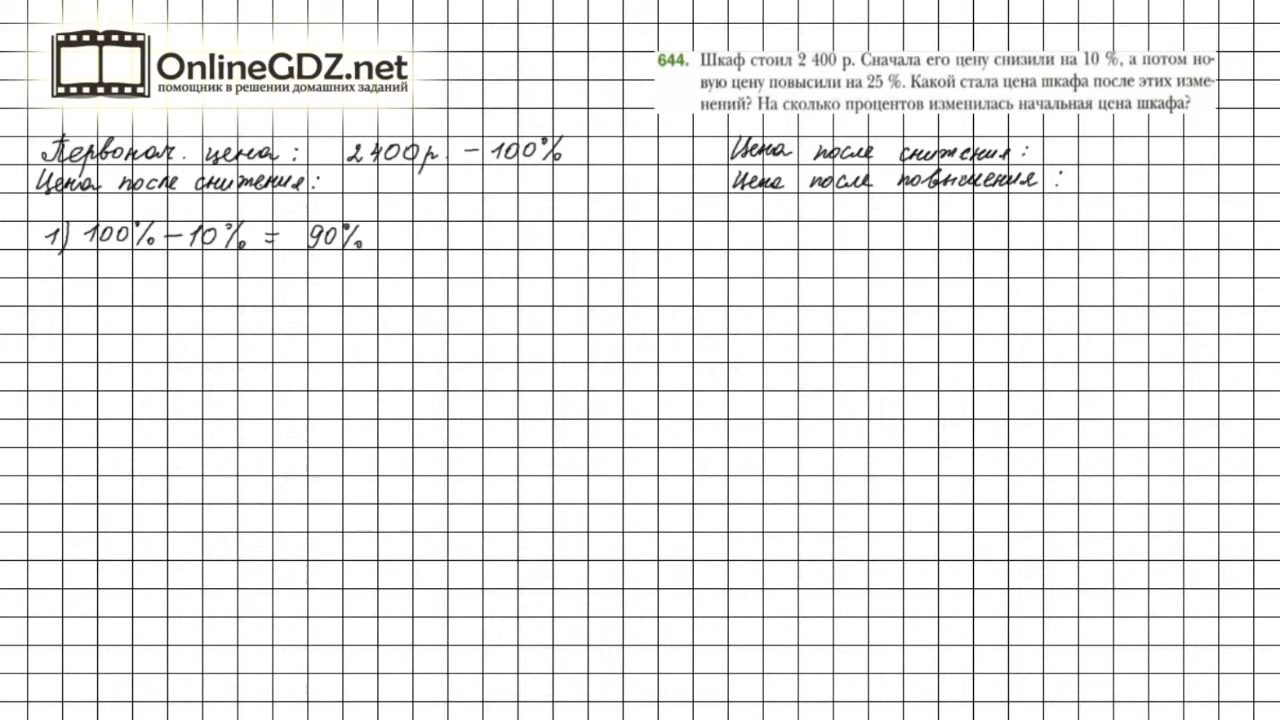 OnlineGDZ.net
помощник в решении домашних заданий
644. Шкаф стоил 2 400 р. Сначала его цену снизили на 10 %, а потом но-
вую цену повысили на 25 %. Какой стала цена шкафа после этих изме-
нений? На сколько процентов изменилась начальная цена шкафа?
Первонач. цена : 2400р. – 100%
Цена после снижения :
1) 100% – 10% = 90%
Цена после снижения :
Цена после повышения :